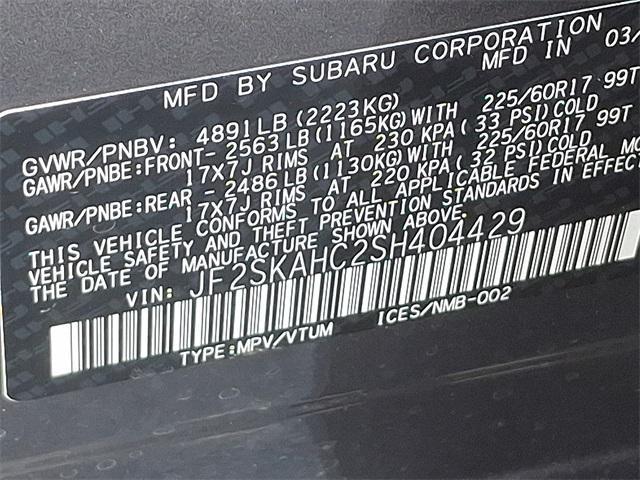 MFD BY SUBARU CORPORATION
MFD IN 03/
GVWR/PNBV: 4891LB(2223KG)
GAWR/PNBE:FRONT- 2563LB(1165KG)WITH 225/60R17 99T
17X7J RIMS AT 230 KPA(33 PSI)COLD
GAWR/PNBE:REAR - 2486LB(1130KG)WITH 225/60R17 99T
17X7J RIMS AT 220 KPA(32 PSI)COLD
THIS VEHICLE CONFORMS TO ALL APPLICABLE FEDERAL MO
VEHICLE SAFETY AND THEFT PREVENTION STANDARDS IN EFFECT
THE DATE OF MANUFACTURE SHOWN ABOVE.
VIN: JF2SKAHC2SH404429
TYPE:MPV/VTUM ICES/NMB-002